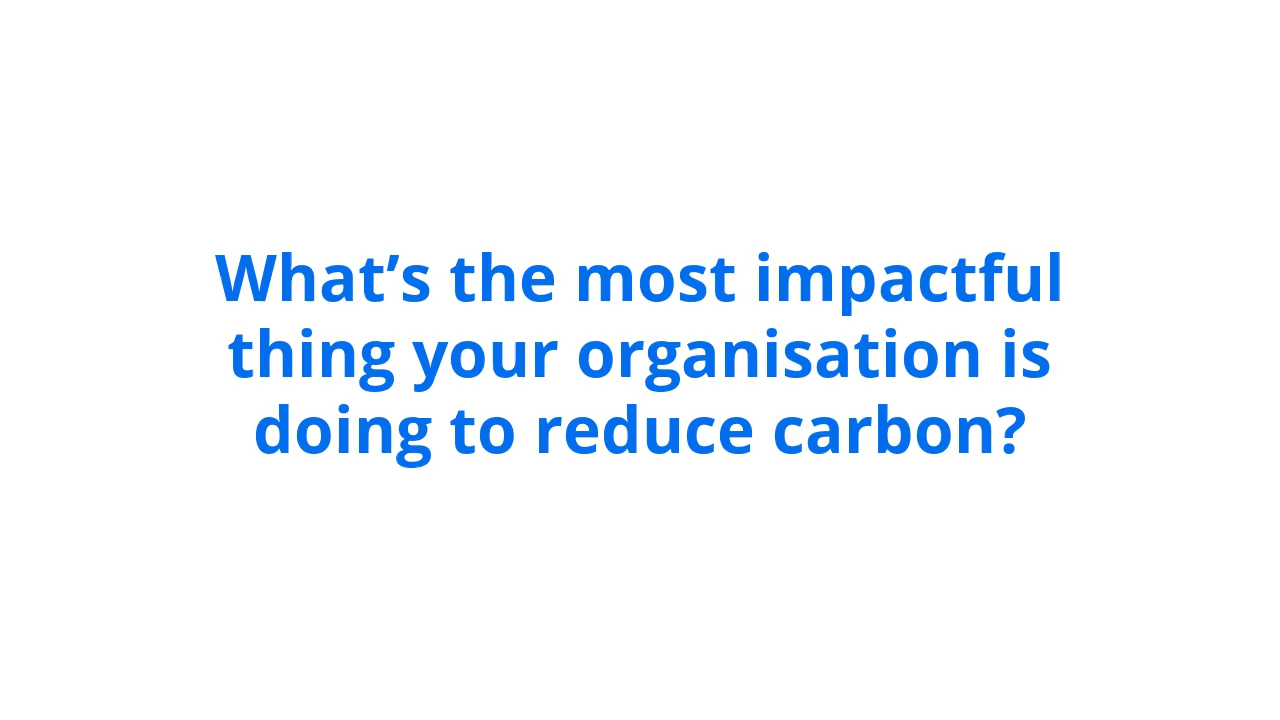 What’s the most impactful
thing your organisation is
doing to reduce carbon?